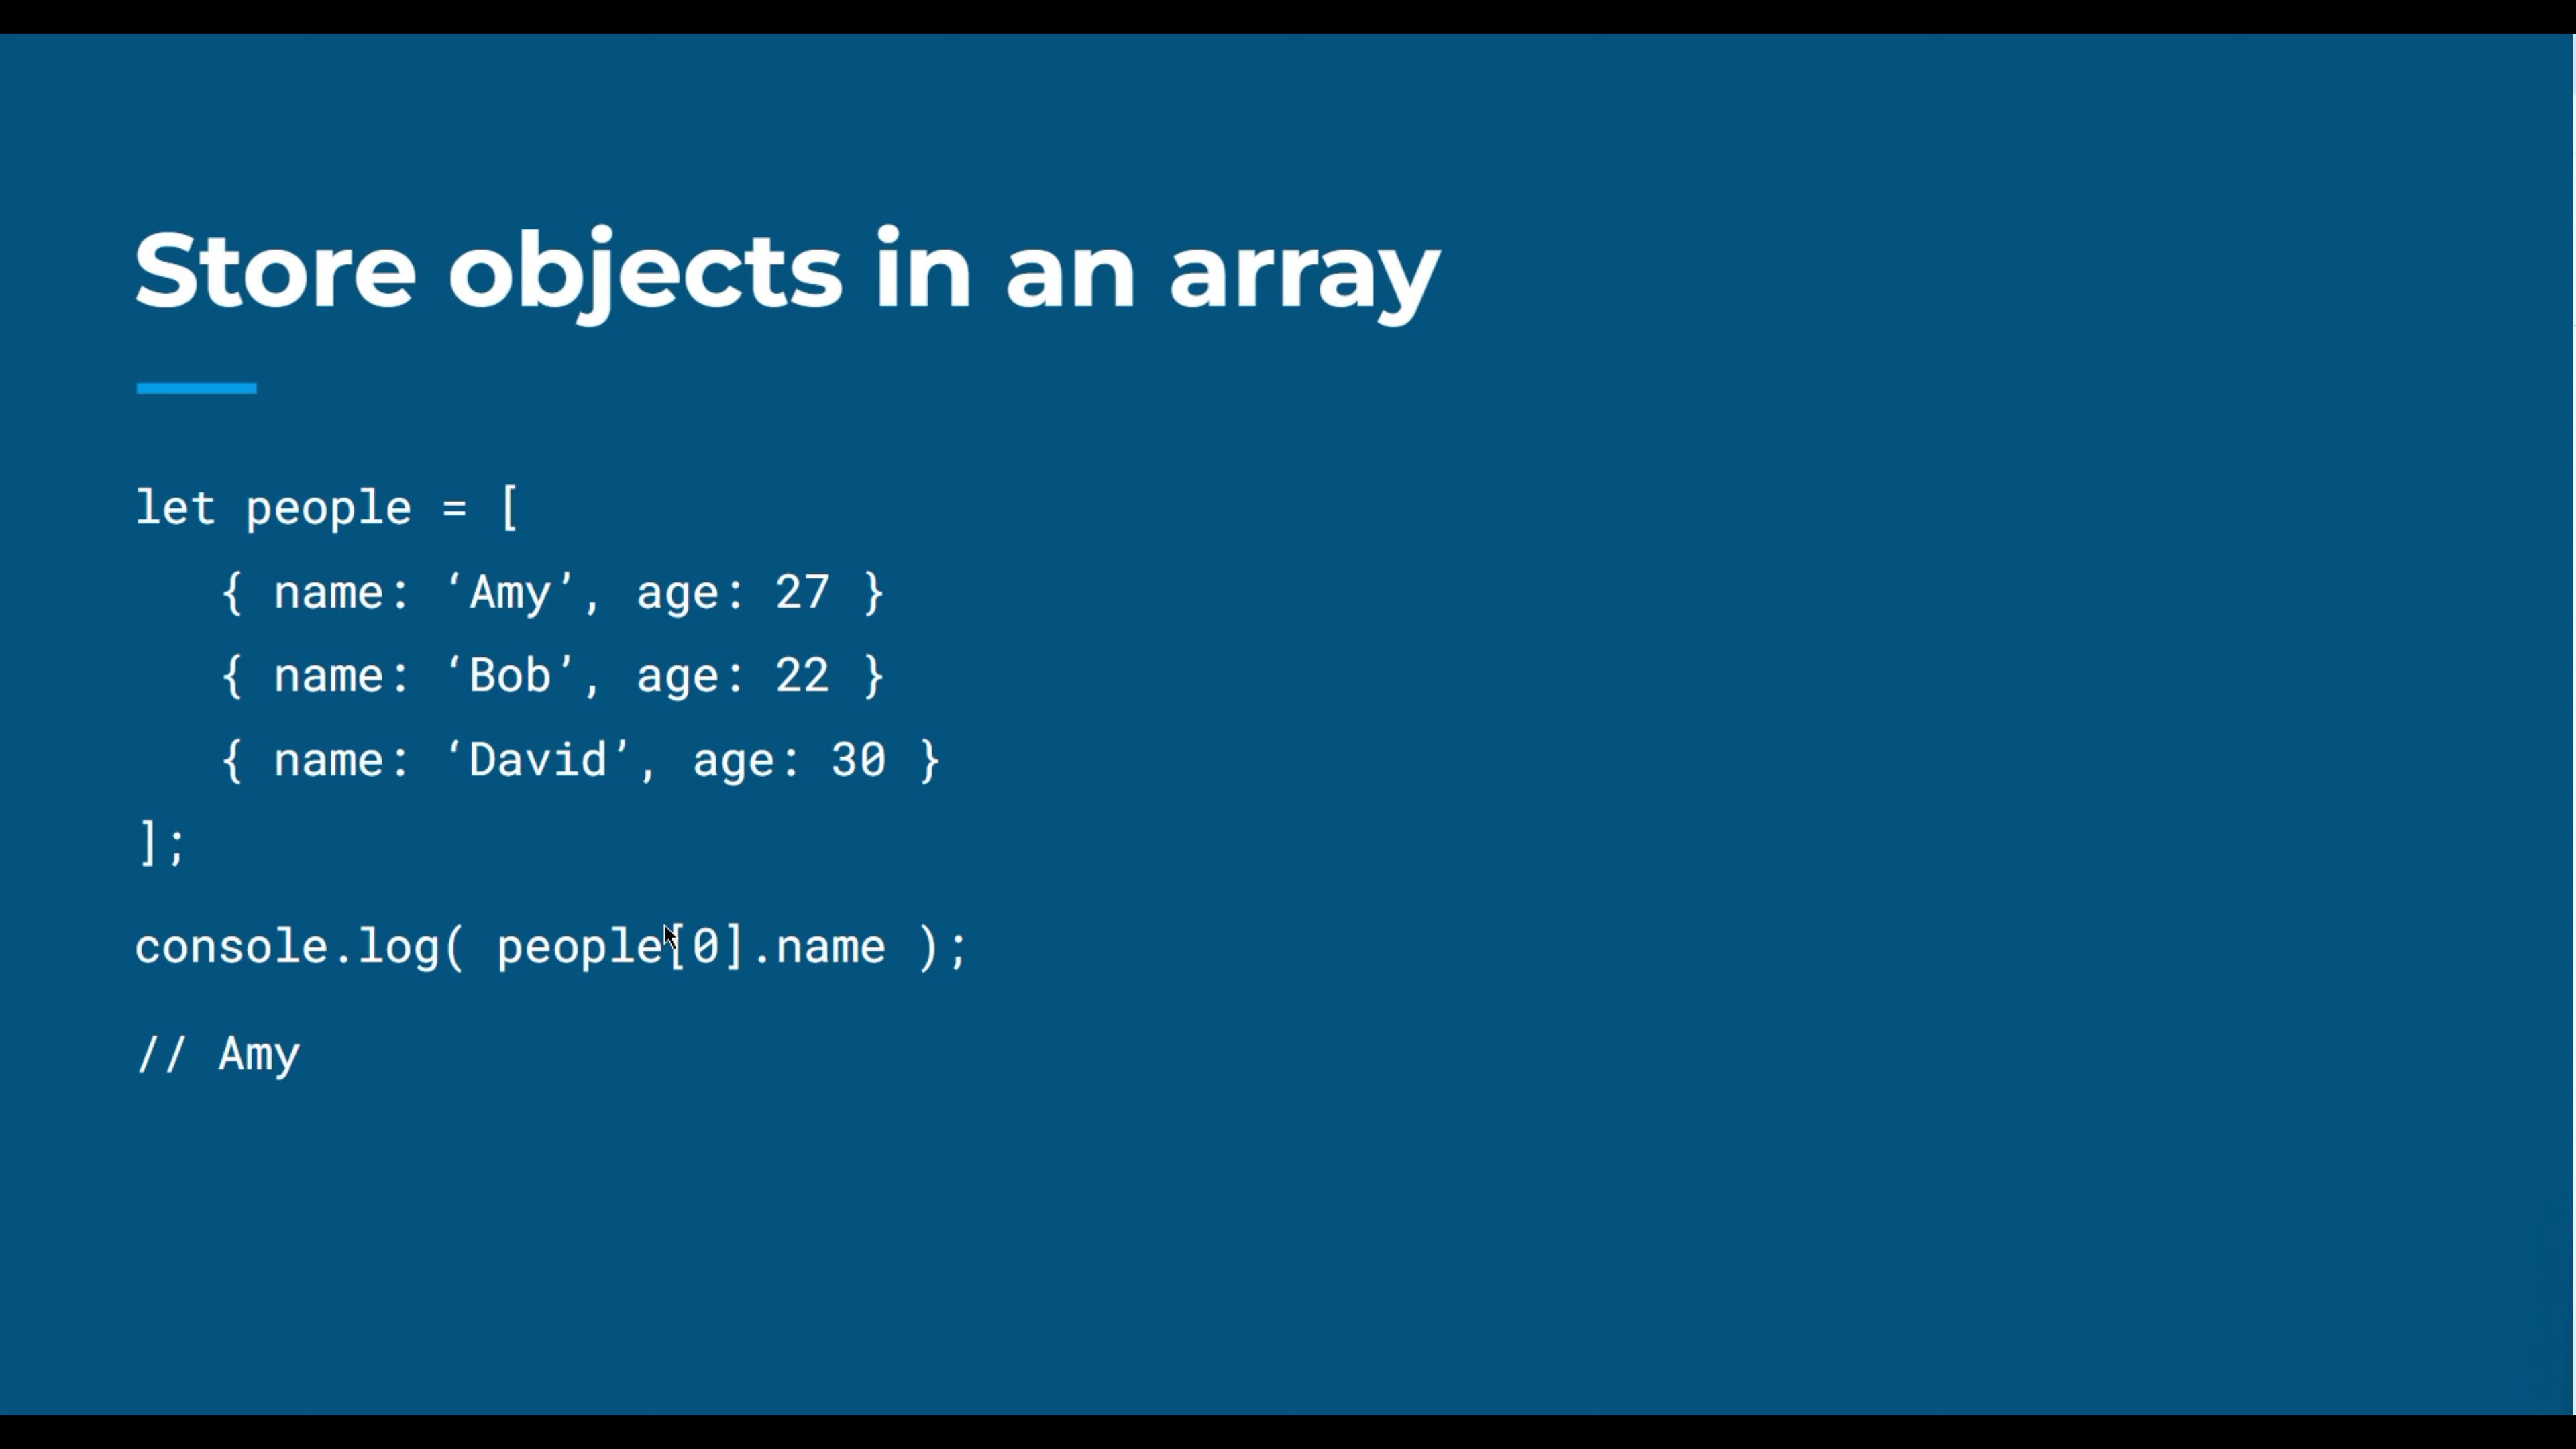 Store objects in an array
let people = [
{ name: ‘Amy’, age: 27 }
{ name: ‘Bob’, age: 22 }
{ name: ‘David’, age: 30 }
];
console.log( people[0].name );
// Amy